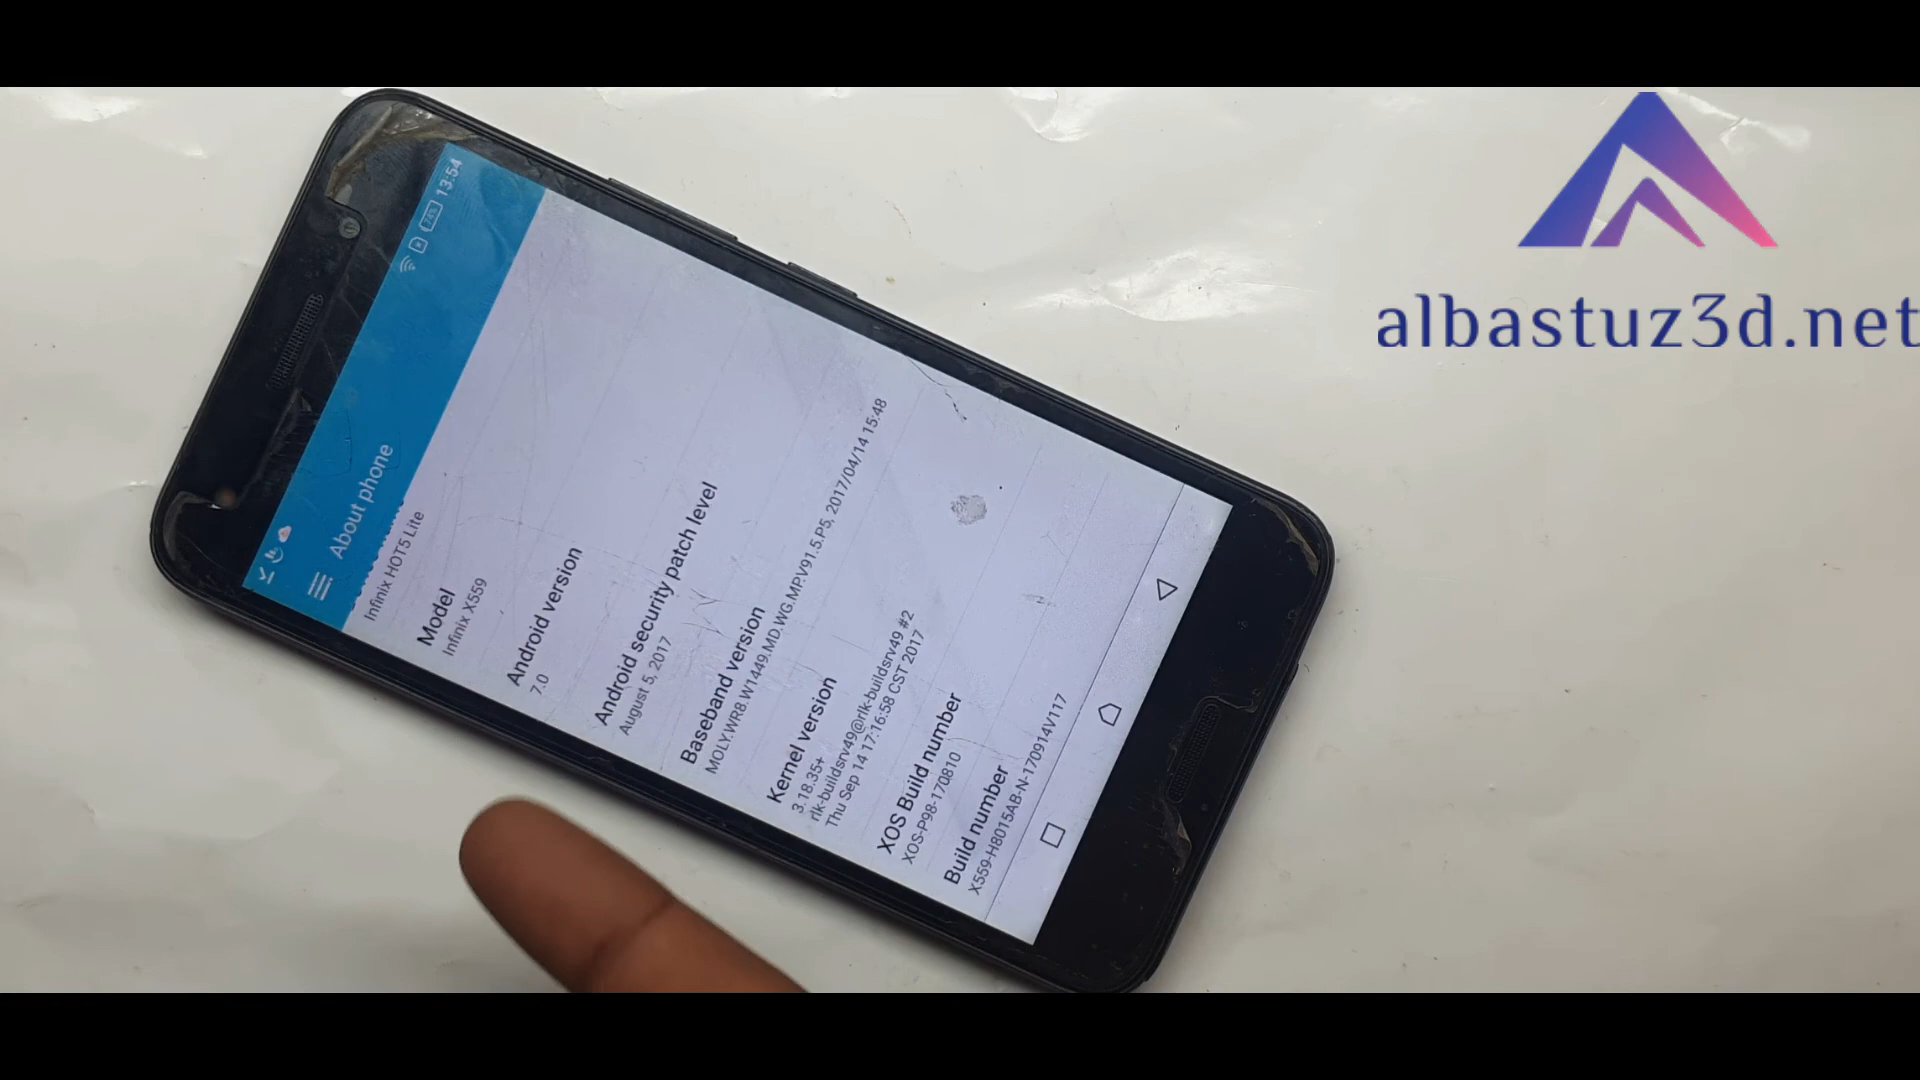 13:54
74%
About phone
Infinix HOT5 Lite
Model
Infinix X559
Android version
7.0
Android security patch level
August 5, 2017
Baseband version
MOLY.WR8.W1449.MD.WG.MP.V91.5.P5, 2017/04/14 15:48
Kernel version
3.18.35+
rlk-buildsrv49@rlk-buildsrv49 #2
Thu Sep 14 17:16:58 CST 2017
XOS Build number
XOS-P98-170810
Build number
X559-H8015AB-N-170914V117
albastuz3d.net